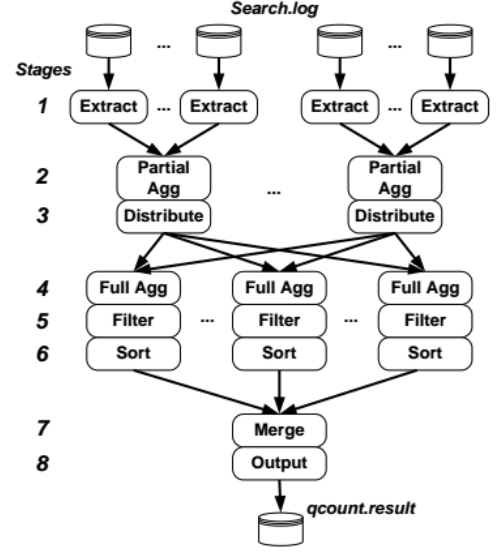 Search.log
... ...
Stages
1 Extract ... Extract Extract ... Extract
2 Partial Agg Partial Agg
...
3 Distribute Distribute
4 Full Agg Full Agg Full Agg
5 Filter ... Filter ... Filter
6 Sort Sort Sort
7 Merge
8 Output
qcount.result